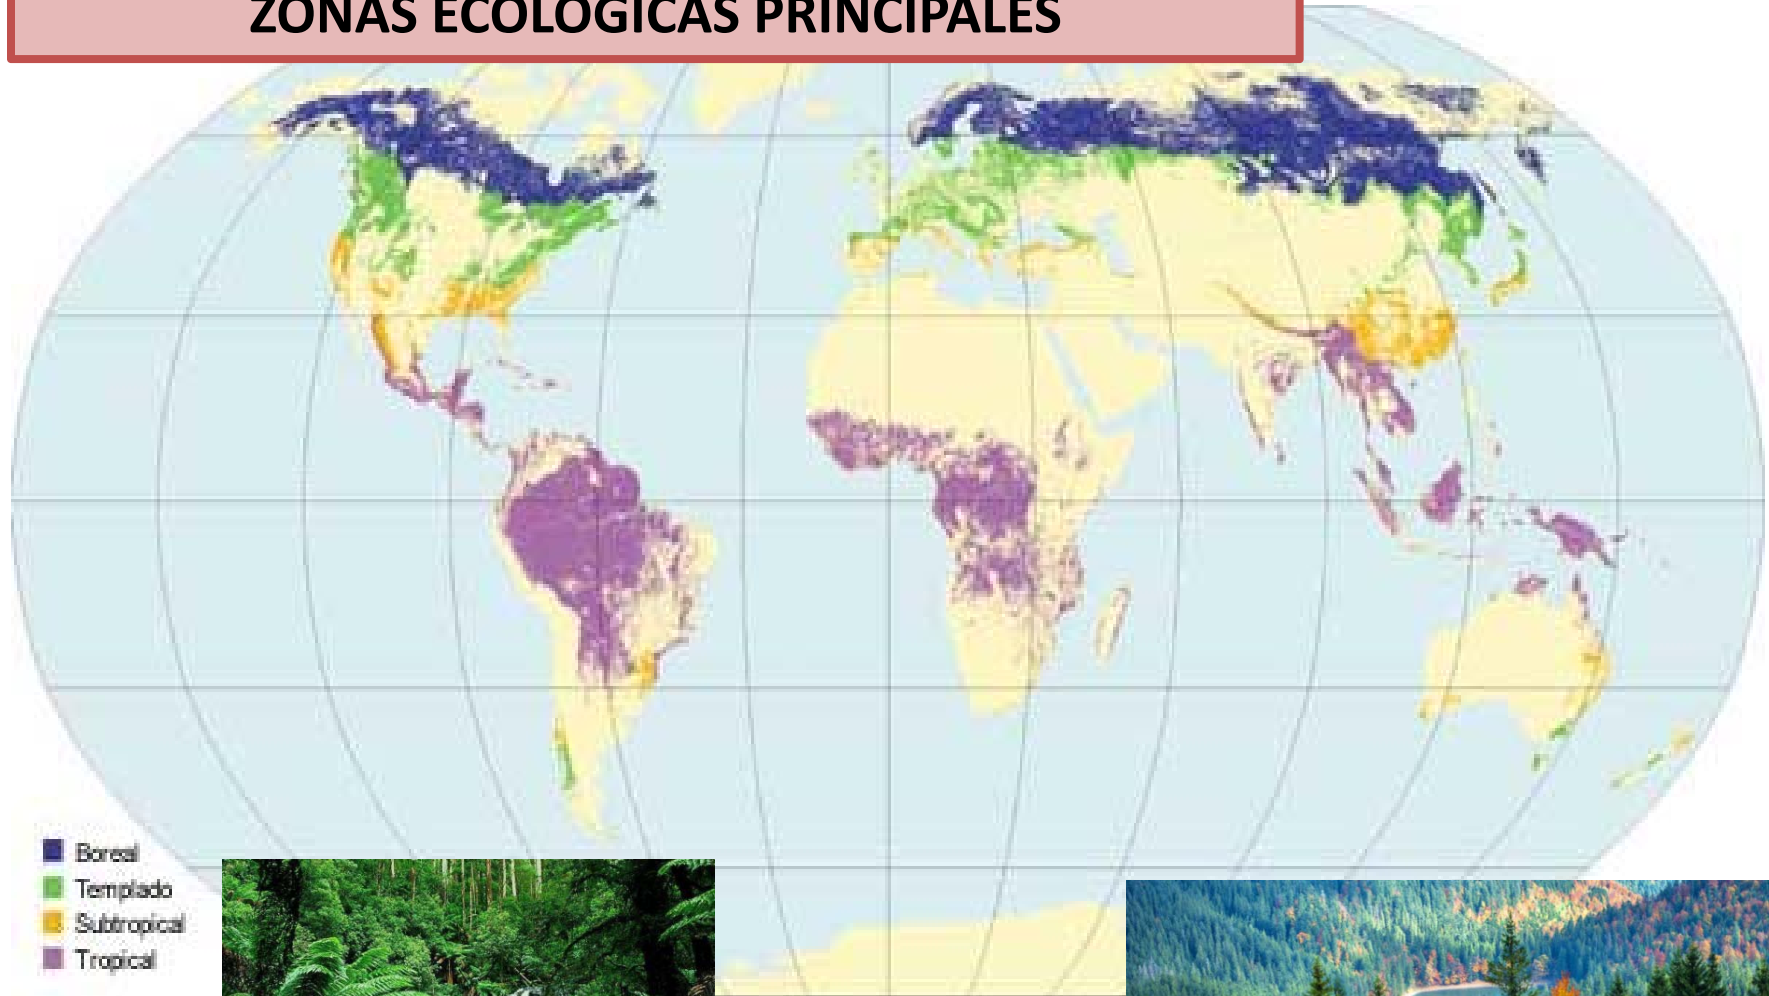 ZONAS ECOLÓGICAS PRINCIPALES
Boreal
Templado
Subtropical
Tropical